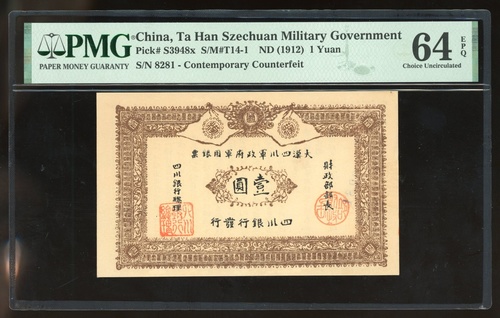 PMG
PAPER MONEY GUARANTY
China, Ta Han Szechuan Military Government
Pick# S3948x S/M#T14-1 ND (1912) 1 Yuan
S/N 8281 - Contemporary Counterfeit
64 EPQ
Choice Uncirculated
大漢四川軍政府軍用銀票
財政部部長
壹圓
四川銀行總理
四川銀行發行